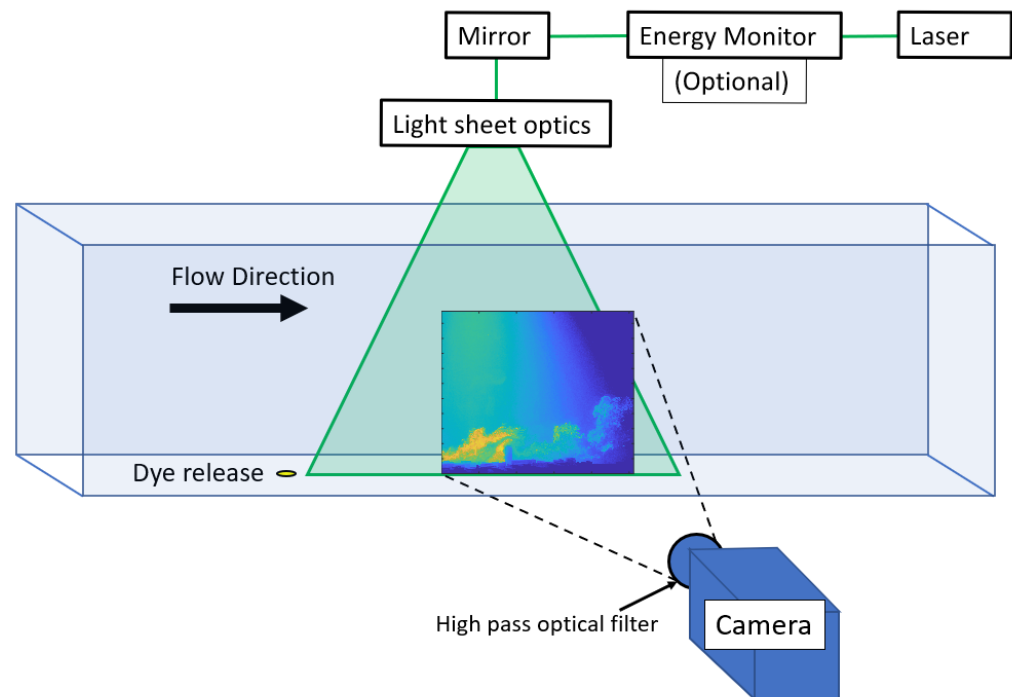 Mirror
Energy Monitor
Laser
(Optional)
Light sheet optics
Flow Direction
Dye release
High pass optical filter
Camera